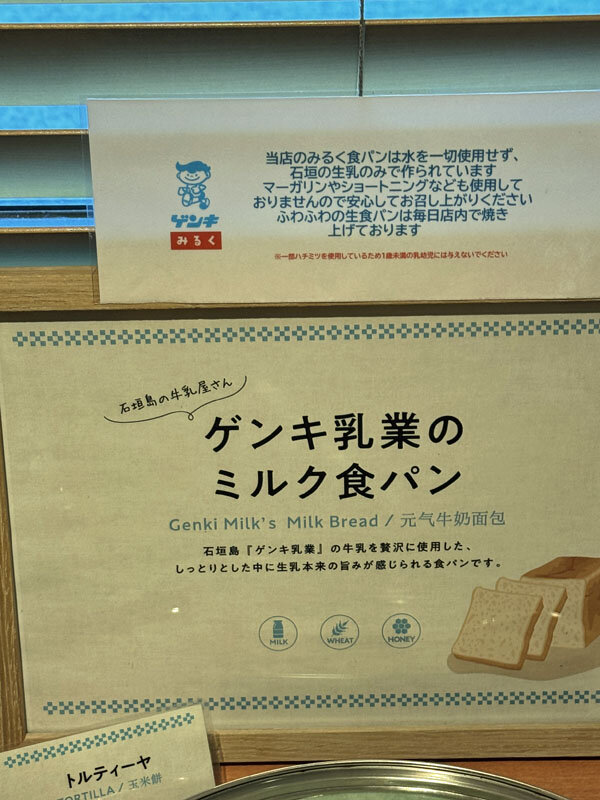 当店のみるく食パンは水を一切使用せず、
石垣の生乳のみで作られています
マーガリンやショートニングなども使用して
おりませんので安心してお召し上がりください
ふわふわの生食パンは毎日店内で焼き
上げております
ゲンキ
みるく
※一部ハチミツを使用しているため1歳未満の乳幼児には与えないでください
石垣島の牛乳屋さん
ゲンキ乳業の
ミルク食パン
Genki Milk's Milk Bread / 元气牛奶面包
石垣島『ゲンキ乳業』の牛乳を贅沢に使用した、
しっとりとした中に生乳本来の旨みが感じられる食パンです。
MILK
WHEAT
HONEY
トルティーヤ
TORTILLA / 玉米餅